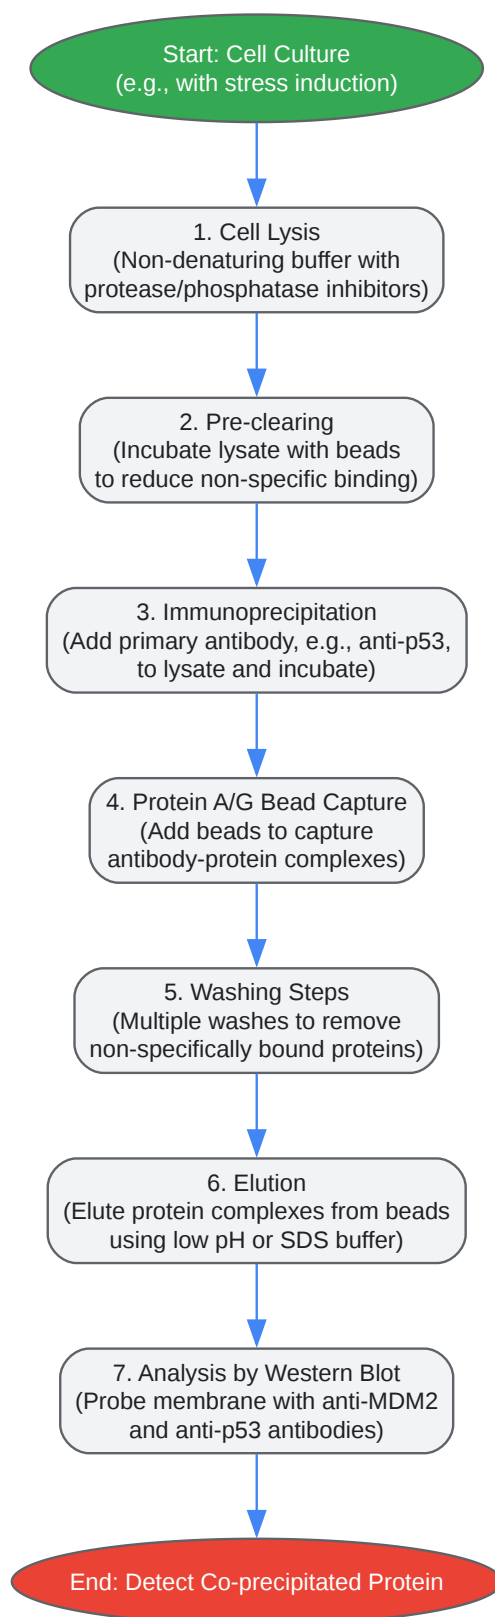 Start: Cell Culture
(e.g., with stress induction)
1. Cell Lysis
(Non-denaturing buffer with
protease/phosphatase inhibitors)
2. Pre-clearing
(Incubate lysate with beads
to reduce non-specific binding)
3. Immunoprecipitation
(Add primary antibody, e.g., anti-p53,
to lysate and incubate)
4. Protein A/G Bead Capture
(Add beads to capture
antibody-protein complexes)
5. Washing Steps
(Multiple washes to remove
non-specifically bound proteins)
6. Elution
(Elute protein complexes from beads
using low pH or SDS buffer)
7. Analysis by Western Blot
(Probe membrane with anti-MDM2
and anti-p53 antibodies)
End: Detect Co-precipitated Protein